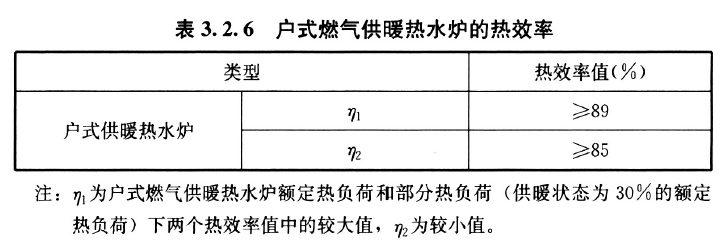 表 3.2.6 户式燃气供暖热水炉的热效率
类型 热效率值(%)
户式供暖热水炉 η₁ ≥89
η₂ ≥85
注：η₁为户式燃气供暖热水炉额定热负荷和部分热负荷（供暖状态为 30%的额定
热负荷）下两个热效率值中的较大值，η₂为较小值。